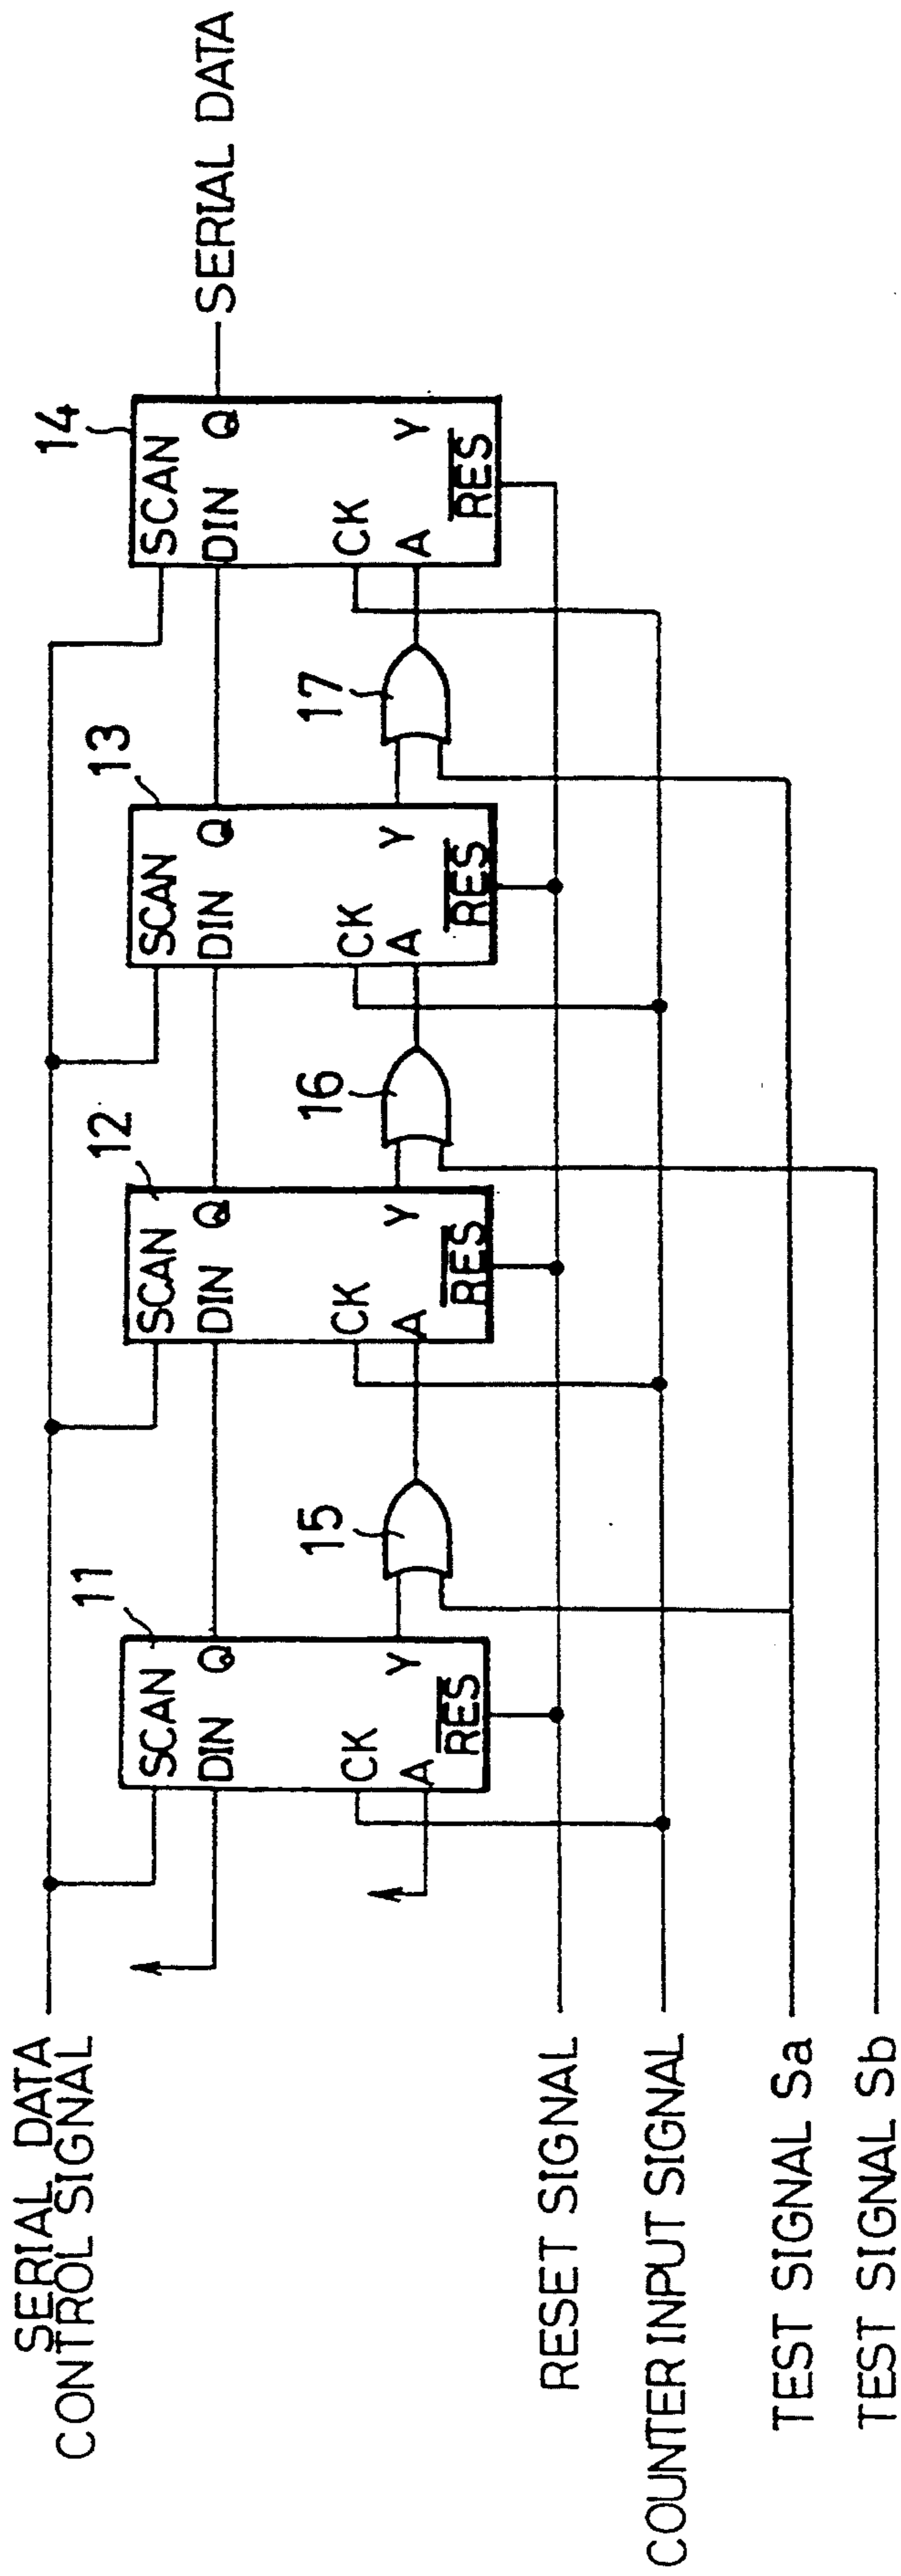 SERIAL DATA
CONTROL SIGNAL
11
SCAN
DIN
Q
CK
A
Y
RES
15
12
SCAN
DIN
Q
CK
A
Y
RES
16
13
SCAN
DIN
Q
CK
A
Y
RES
17
14
SCAN
DIN
Q
CK
A
Y
RES
SERIAL DATA
RESET SIGNAL
COUNTER INPUT SIGNAL
TEST SIGNAL Sa
TEST SIGNAL Sb